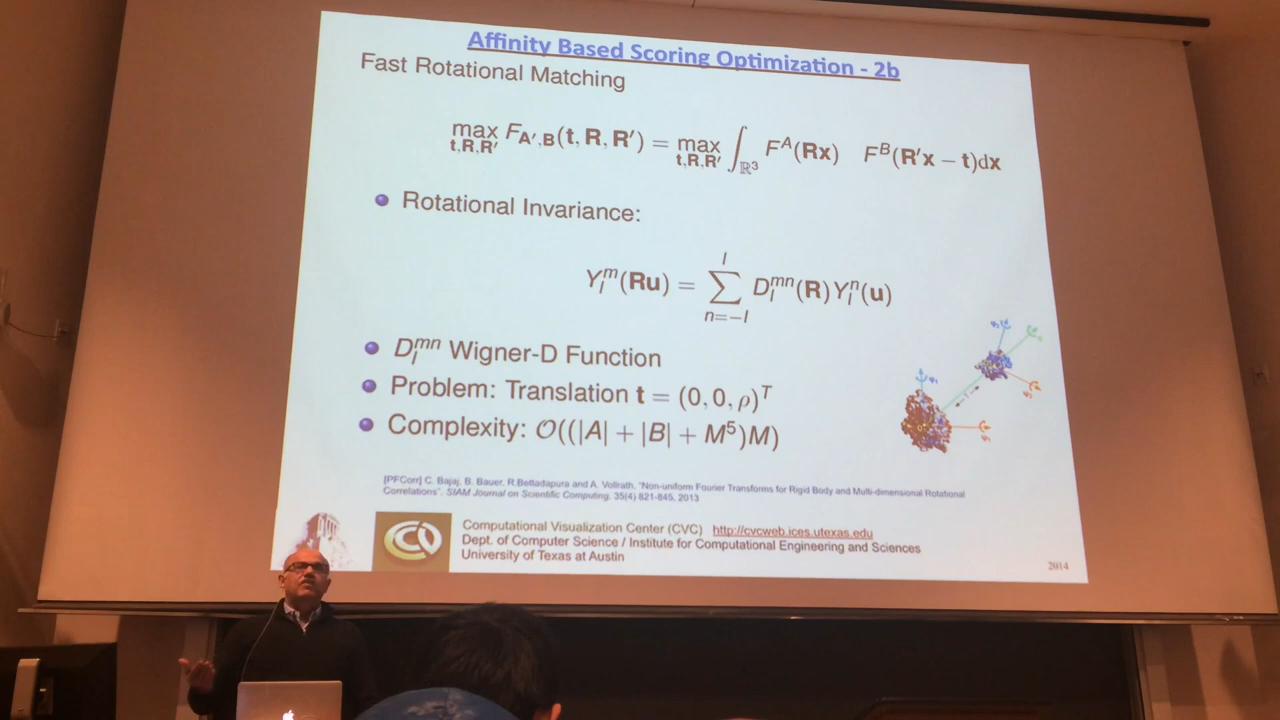 Affinity Based Scoring Optimization - 2b
Fast Rotational Matching
max F_{A',B}(t, R, R') = max ∫_{ℝ³} F^A(Rx) F^B(R'x − t)dx
t,R,R' t,R,R'
Rotational Invariance:
Y_l^m(Ru) = ∑_{n=−l}^{l} D_l^{mn}(R) Y_l^n(u)
D_l^{mn} Wigner-D Function
Problem: Translation t = (0, 0, ρ)^T
Complexity: O((|A| + |B| + M⁵)M)
[PFCorr] C. Bajaj, B. Bauer, R.Bettadapura and A. Vollrath, "Non-uniform Fourier Transforms for Rigid Body and Multi-dimensional Rotational
Correlations". SIAM Journal on Scientific Computing. 35(4) 821-845, 2013
Computational Visualization Center (CVC) http://cvcweb.ices.utexas.edu
Dept. of Computer Science / Institute for Computational Engineering and Sciences
University of Texas at Austin
2014